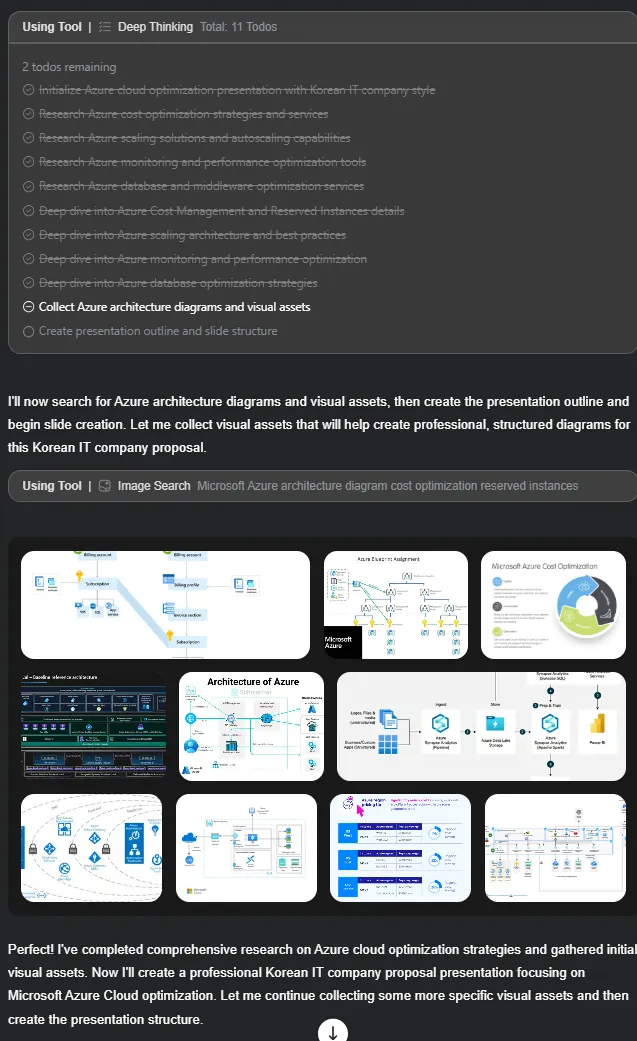 Using Tool | Deep Thinking Total: 11 Todos
2 todos remaining
Initialize Azure cloud optimization presentation with Korean IT company style
Research Azure cost optimization strategies and services
Research Azure scaling solutions and autoscaling capabilities
Research Azure monitoring and performance optimization tools
Research Azure database and middleware optimization services
Deep dive into Azure Cost Management and Reserved Instances details
Deep dive into Azure scaling architecture and best practices
Deep dive into Azure monitoring and performance optimization
Deep dive into Azure database optimization strategies
Collect Azure architecture diagrams and visual assets
Create presentation outline and slide structure
I'll now search for Azure architecture diagrams and visual assets, then create the presentation outline and
begin slide creation. Let me collect visual assets that will help create professional, structured diagrams for
this Korean IT company proposal.
Using Tool | Image Search Microsoft Azure architecture diagram cost optimization reserved instances
Billing account
Billing account
Subscription
Billing profile
Invoice section
Subscription
Azure Blueprint Assignment
Microsoft
Azure
Microsoft Azure Cost Optimization
Baseline reference architecture
Architecture of Azure
Ingest
Store
Prep & Train
Logs, Files &
media
(unstructured)
Business/Custom
Apps (Structured)
Azure
Synapse Analytics
(Pipelines)
Azure Data Lake
Storage
Azure
Synapse Analytics
(Apache Spark)
Power BI
Azure region
Perfect! I've completed comprehensive research on Azure cloud optimization strategies and gathered initial
visual assets. Now I'll create a professional Korean IT company proposal presentation focusing on
Microsoft Azure Cloud optimization. Let me continue collecting some more specific visual assets and then
create the presentation structure.